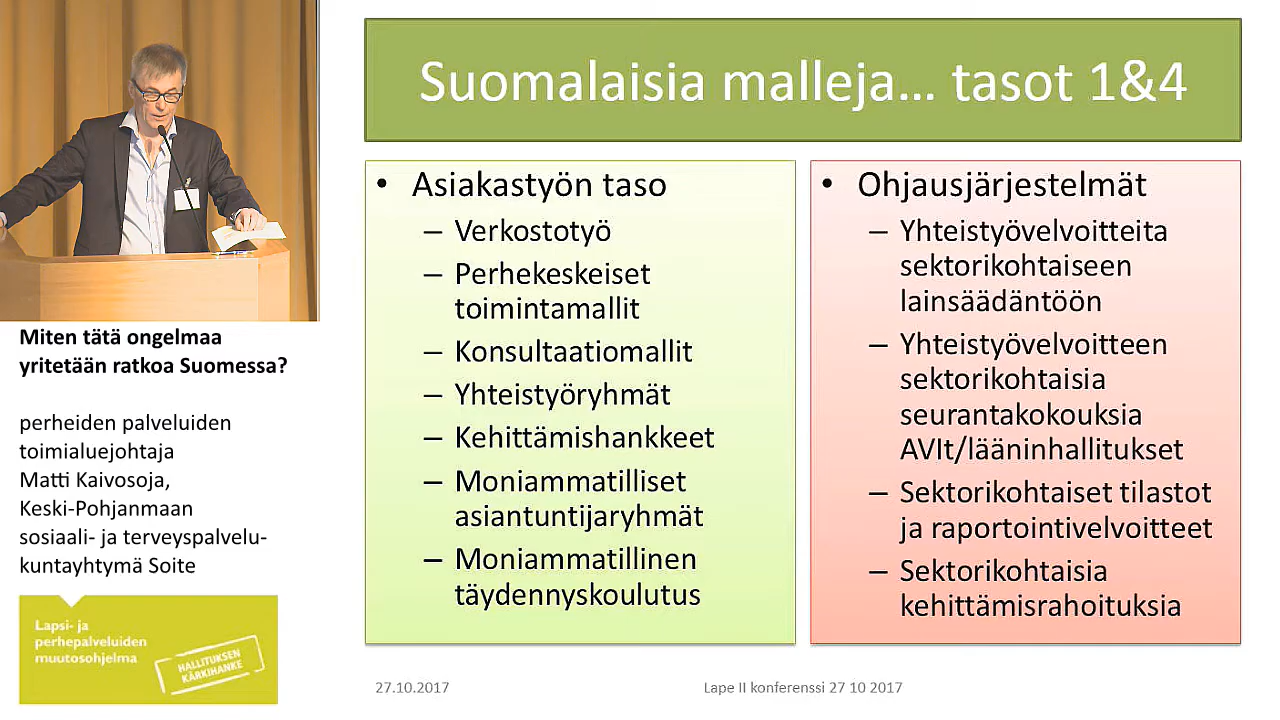 Suomalaisia malleja... tasot 1&4
• Asiakastyön taso
– Verkostotyö
– Perhekeskeiset
toimintamallit
– Konsultaatiomallit
– Yhteistyöryhmät
– Kehittämishankkeet
– Moniammatilliset
asiantuntijaryhmät
– Moniammatillinen
täydennyskoulutus
• Ohjausjärjestelmät
– Yhteistyövelvoitteita
sektorikohtaiseen
lainsäädäntöön
– Yhteistyövelvoitteen
sektorikohtaisia
seurantakokouksia
AVIt/lääninhallitukset
– Sektorikohtaiset tilastot
ja raportointivelvoitteet
– Sektorikohtaisia
kehittämisrahoituksia
Miten tätä ongelmaa
yritetään ratkoa Suomessa?
perheiden palveluiden
toimialuejohtaja
Matti Kaivosoja,
Keski-Pohjanmaan
sosiaali- ja terveyspalvelu-
kuntayhtymä Soite
Lapsi- ja
perhepalveluiden
muutosohjelma
HALLITUKSEN
KÄRKIHANKE
27.10.2017
Lape II konferenssi 27 10 2017